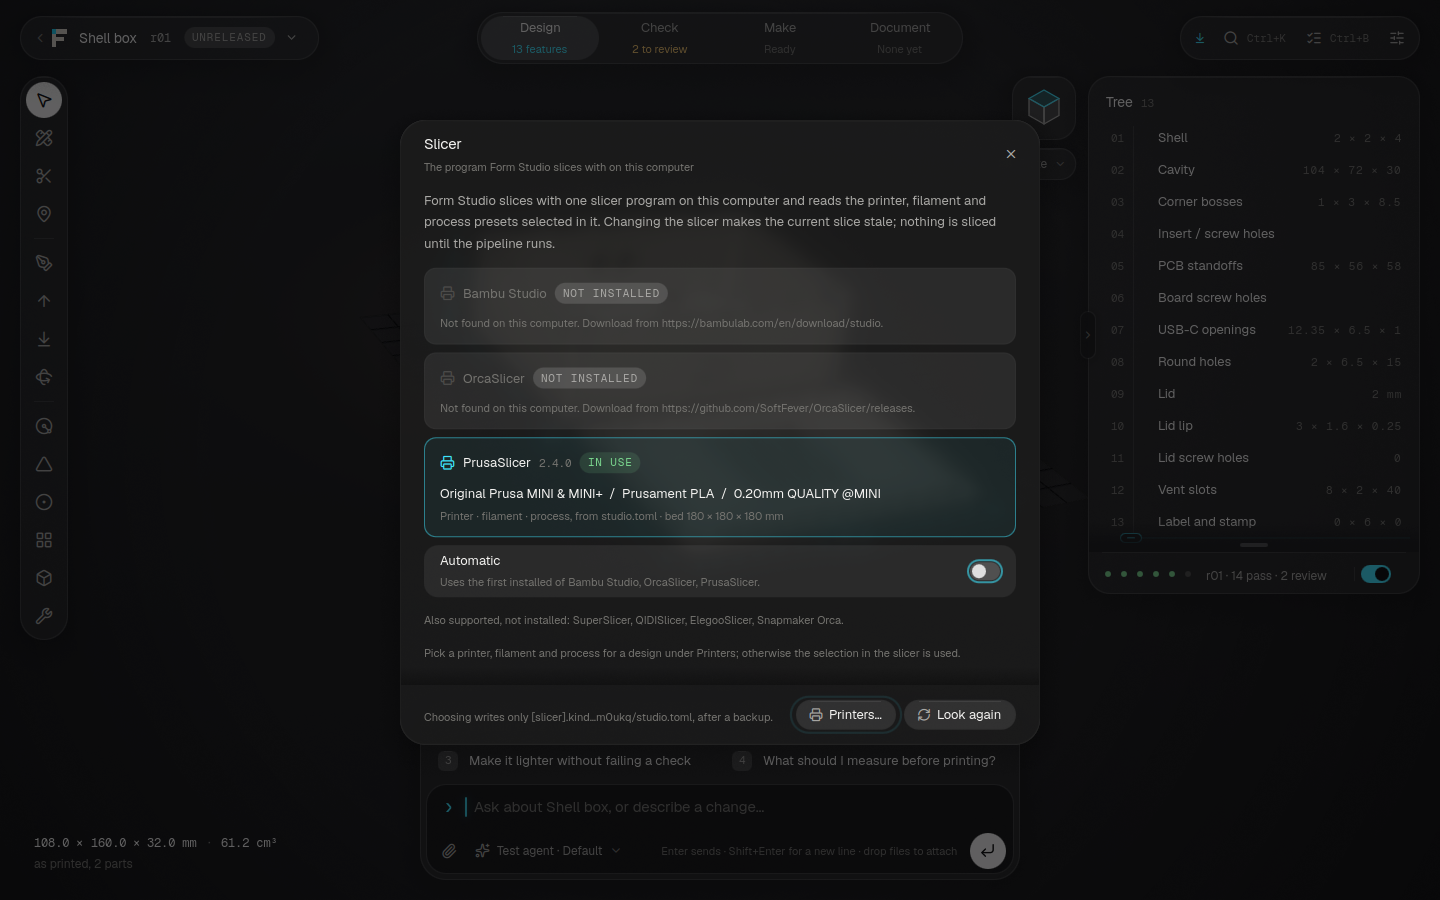 Shell box r01 UNRELEASED
Design
13 features
Check
2 to review
Make
Ready
Document
None yet
Ctrl+K
Ctrl+B
Tree 13
01 Shell 2 × 2 × 4
02 Cavity 104 × 72 × 30
03 Corner bosses 1 × 3 × 8.5
04 Insert / screw holes
05 PCB standoffs 85 × 56 × 58
06 Board screw holes
07 USB-C openings 12.35 × 6.5 × 1
08 Round holes 2 × 6.5 × 15
09 Lid 2 mm
10 Lid lip 3 × 1.6 × 0.25
11 Lid screw holes 0
12 Vent slots 8 × 2 × 40
13 Label and stamp 0 × 6 × 0
r01 · 14 pass · 2 review
Slicer
The program Form Studio slices with on this computer
Form Studio slices with one slicer program on this computer and reads the printer, filament and
process presets selected in it. Changing the slicer makes the current slice stale; nothing is sliced
until the pipeline runs.
Bambu Studio NOT INSTALLED
Not found on this computer. Download from https://bambulab.com/en/download/studio.
OrcaSlicer NOT INSTALLED
Not found on this computer. Download from https://github.com/SoftFever/OrcaSlicer/releases.
PrusaSlicer 2.4.0 IN USE
Original Prusa MINI & MINI+ / Prusament PLA / 0.20mm QUALITY @MINI
Printer · filament · process, from studio.toml · bed 180 × 180 × 180 mm
Automatic
Uses the first installed of Bambu Studio, OrcaSlicer, PrusaSlicer.
Also supported, not installed: SuperSlicer, QIDISlicer, ElegooSlicer, Snapmaker Orca.
Pick a printer, filament and process for a design under Printers; otherwise the selection in the slicer is used.
Choosing writes only [slicer].kind…m0ukq/studio.toml, after a backup.
Printers…
Look again
3 Make it lighter without failing a check
4 What should I measure before printing?
Ask about Shell box, or describe a change…
Test agent · Default
Enter sends · Shift+Enter for a new line · drop files to attach
108.0 × 160.0 × 32.0 mm · 61.2 cm³
as printed, 2 parts